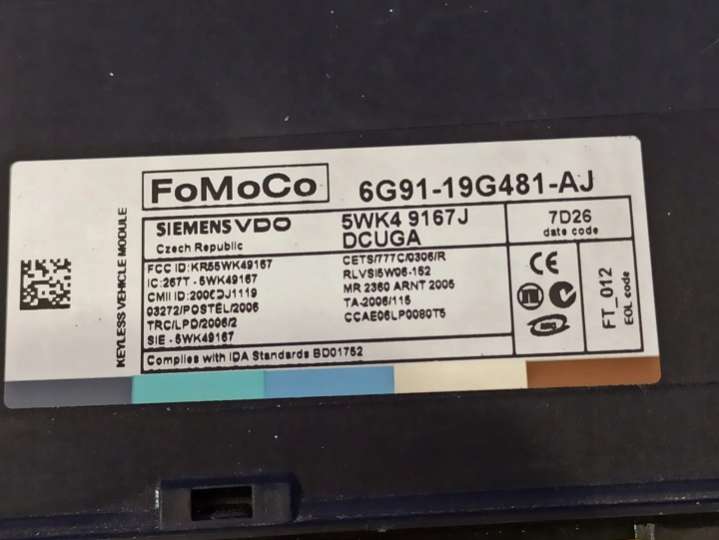 FoMoCo
6G91-19G481-AJ
SIEMENS VDO
Czech Republic
5WK4 9167J
DCUGA
7D26
date code
KEYLESS VEHICLE MODULE
FCC ID: KR55WK49167
IC:267T - 5WK49167
CMII ID:
03272/POSTEL/2006
TRC/LPD/2006/2
SIE - 5WK49167
CETS/777C/0306/R
RLVSI5W06-152
MR 2360 ARNT 2006
TA-2006/115
CCAE06LP0080T5
CE
FT_012
EOL code
Complies with IDA Standards BD01752